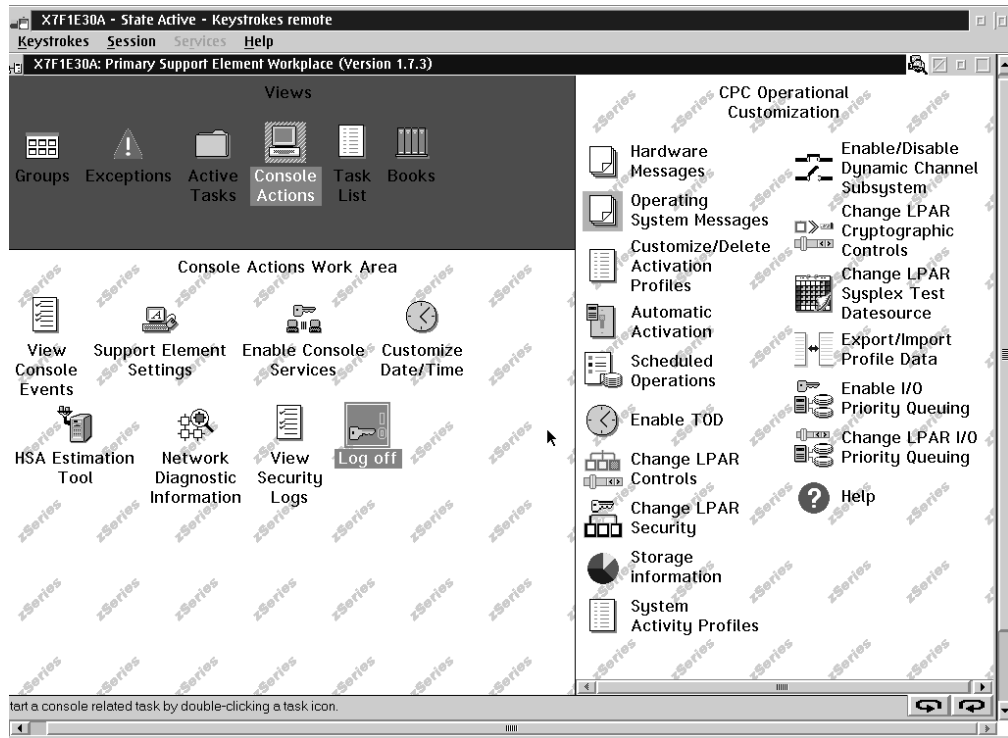 X7F1E30A - State Active - Keystrokes remote
Keystrokes Session Services Help
X7F1E30A: Primary Support Element Workplace (Version 1.7.3)
Views
Groups
Exceptions
Active
Tasks
Console
Actions
Task
List
Books
Console Actions Work Area
View
Console
Events
Support Element
Settings
Enable Console
Services
Customize
Date/Time
HSA Estimation
Tool
Network
Diagnostic
Information
View
Security
Logs
Log off
CPC Operational
Customization
Hardware
Messages
Operating
System Messages
Customize/Delete
Activation
Profiles
Automatic
Activation
Scheduled
Operations
Enable TOD
Change LPAR
Controls
Change LPAR
Security
Storage
information
System
Activity Profiles
Enable/Disable
Dynamic Channel
Subsystem
Change LPAR
Cryptographic
Controls
Change LPAR
Sysplex Test
Datesource
Export/Import
Profile Data
Enable I/O
Priority Queuing
Change LPAR I/O
Priority Queuing
Help
zSeries
tart a console related task by double-clicking a task icon.